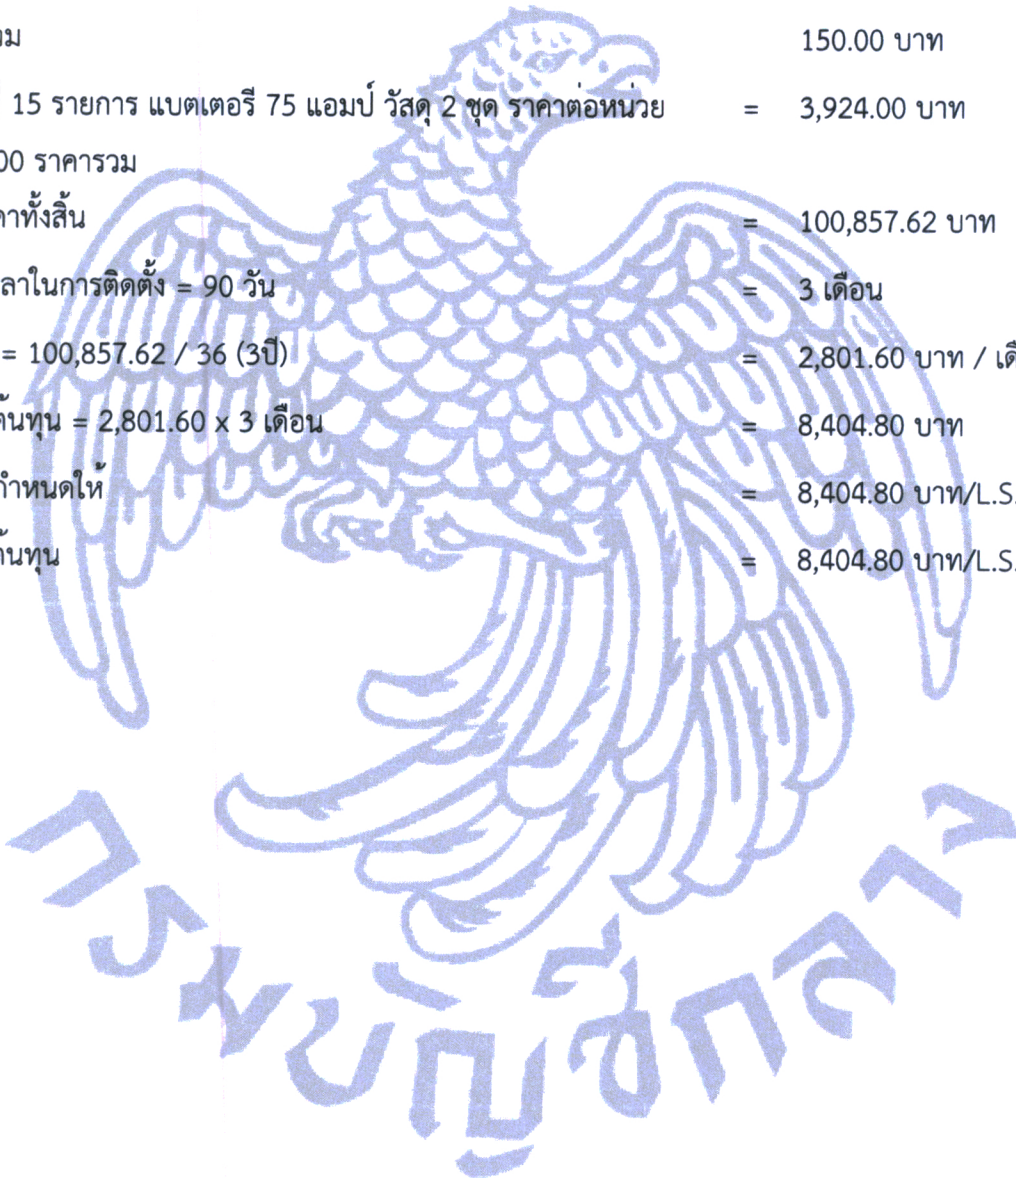 วม 150.00 บาท
15 รายการ แบตเตอรี 75 แอมป์ วัสดุ 2 ชุด ราคาต่อหน่วย = 3,924.00 บาท
00 ราคารวม
คาทั้งสิ้น = 100,857.62 บาท
ลาในการติดตั้ง = 90 วัน = 3 เดือน
= 100,857.62 / 36 (3ปี) = 2,801.60 บาท / เดื
ต้นทุน = 2,801.60 x 3 เดือน = 8,404.80 บาท
กำหนดให้ = 8,404.80 บาท/L.S.
ต้นทุน = 8,404.80 บาท/L.S.
กรมบัญชีกลาง